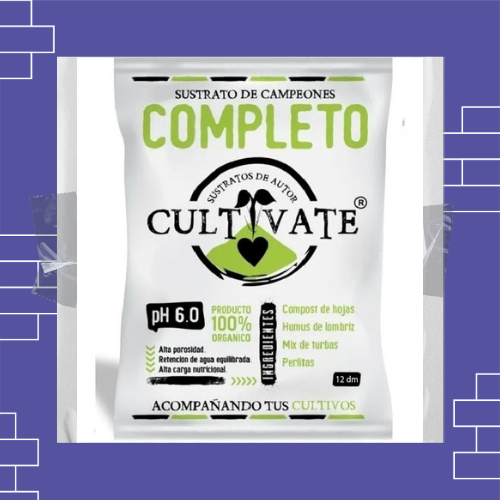 SUSTRATO DE CAMPEONES
COMPLETO
SUSTRATOS DE AUTOR
CULTIVATE®
pH 6.0
Alta porosidad.
Retencion de agua equilibrada.
Alta carga nutricional.
PRODUCTO
100%
ORGANICO
INGREDIENTES
Compost de hojas
Humus de lombriz
Mix de turbas
Perlitas
12 dm
ACOMPAÑANDO TUS CULTIVOS